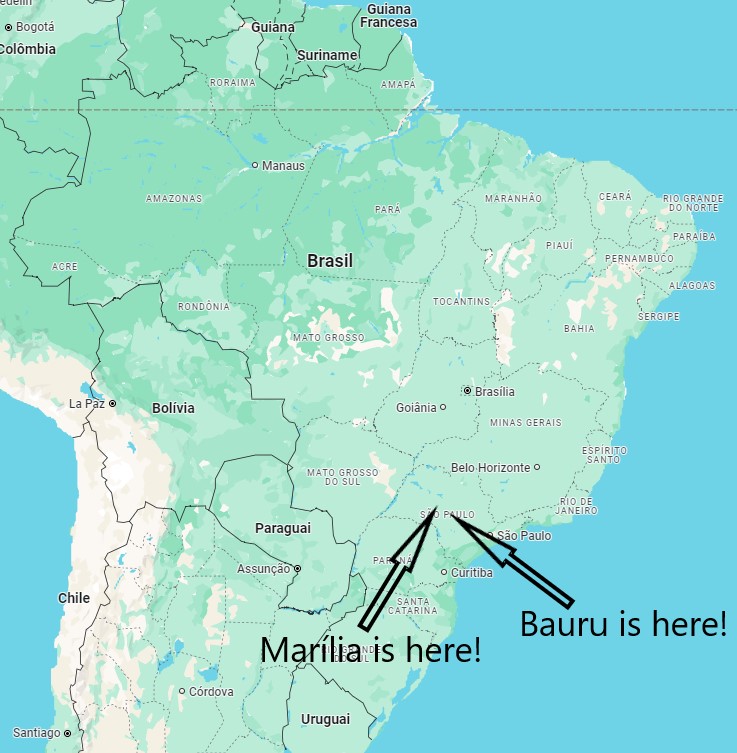 Bogotá
Colômbia
Guiana
Guiana
Francesa
Suriname
RORAIMA
AMAPÁ
Manaus
AMAZONAS
PARÁ
MARANHÃO
CEARÁ
RIO GRANDE
DO NORTE
PARAÍBA
PIAUÍ
PERNAMBUCO
Brasil
ACRE
ALAGOAS
TOCANTINS
RONDÔNIA
SERGIPE
BAHIA
MATO GROSSO
Brasília
La Paz
Bolívia
Goiânia
MINAS GERAIS
ESPÍRITO
SANTO
Belo Horizonte
MATO GROSSO
DO SUL
RIO DE
JANEIRO
SÃO PAULO
Paraguai
São Paulo
PARANÁ
Assunção
Curitiba
Chile
SANTA
CATARINA
Bauru is here!
Marília is here!
RIO GRANDE
DO SUL
Córdova
Uruguai
Santiago